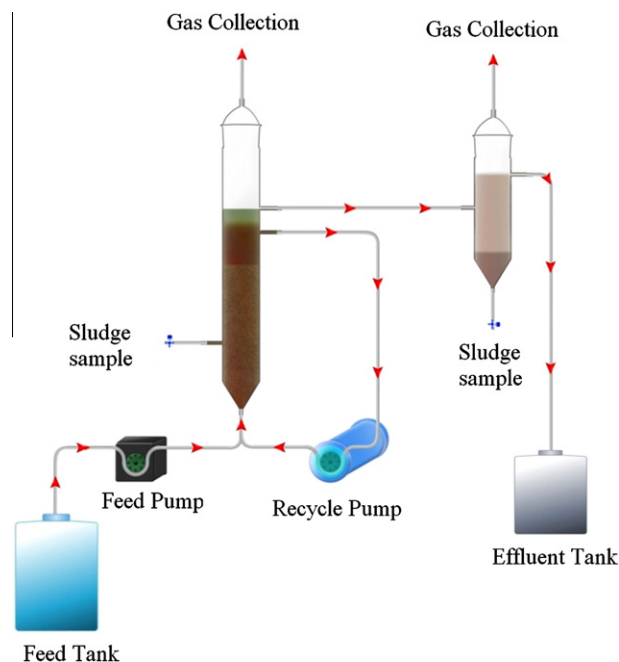 Gas Collection
Gas Collection
Sludge
sample
Sludge
sample
Feed Pump
Recycle Pump
Effluent Tank
Feed Tank